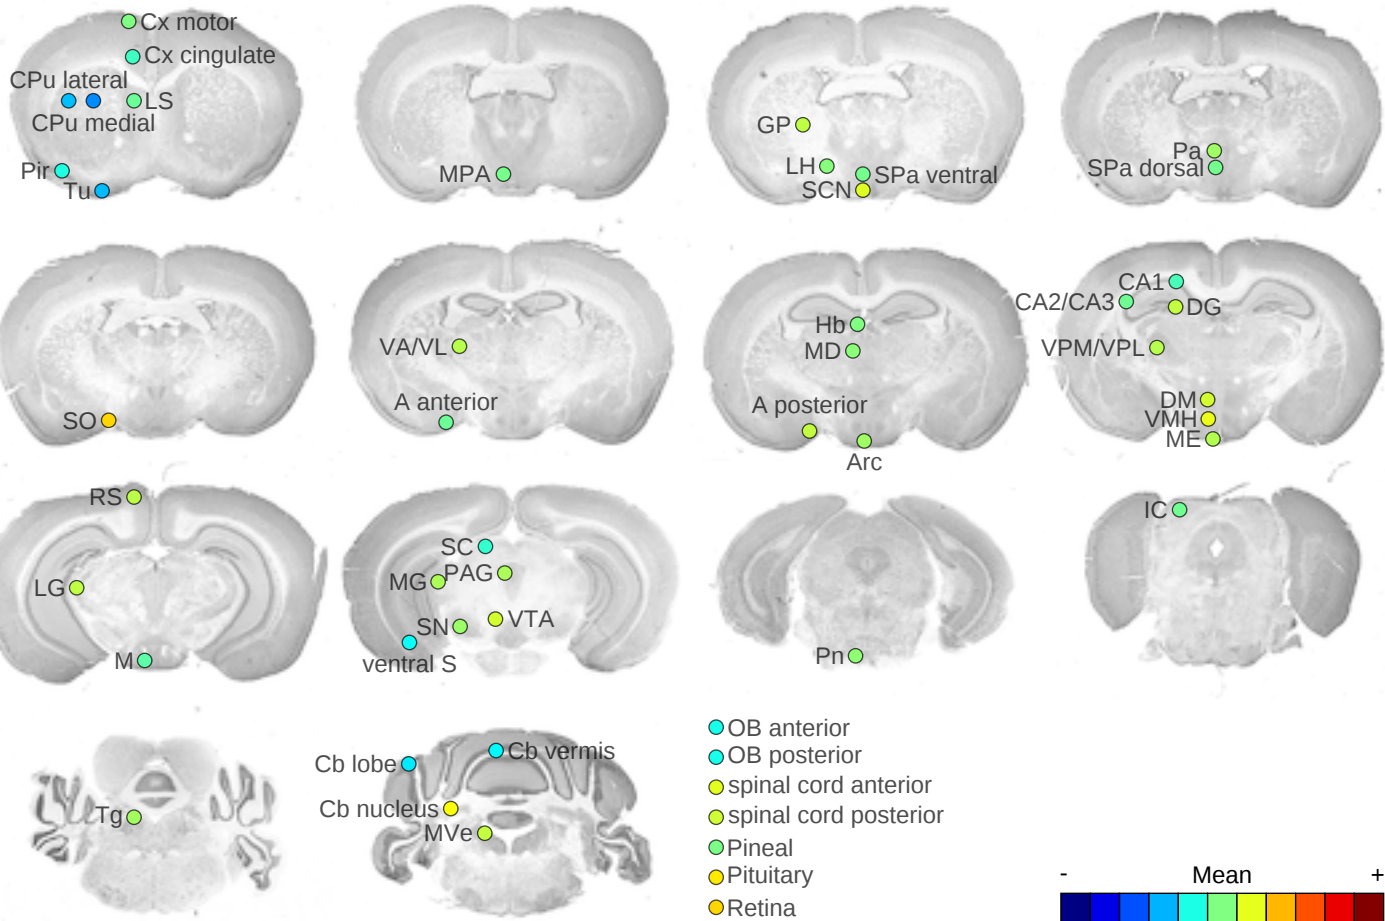 Cx motor
Cx cingulate
CPu lateral
LS
CPu medial
Pir
Tu
MPA
GP
LH
SPa ventral
SCN
Pa
SPa dorsal
SO
VA/VL
A anterior
Hb
MD
A posterior
Arc
CA1
CA2/CA3
DG
VPM/VPL
DM
VMH
ME
RS
LG
M
SC
PAG
MG
VTA
SN
ventral S
Pn
IC
Tg
Cb lobe
Cb vermis
Cb nucleus
MVe
OB anterior
OB posterior
spinal cord anterior
spinal cord posterior
Pineal
Pituitary
Retina
- Mean +